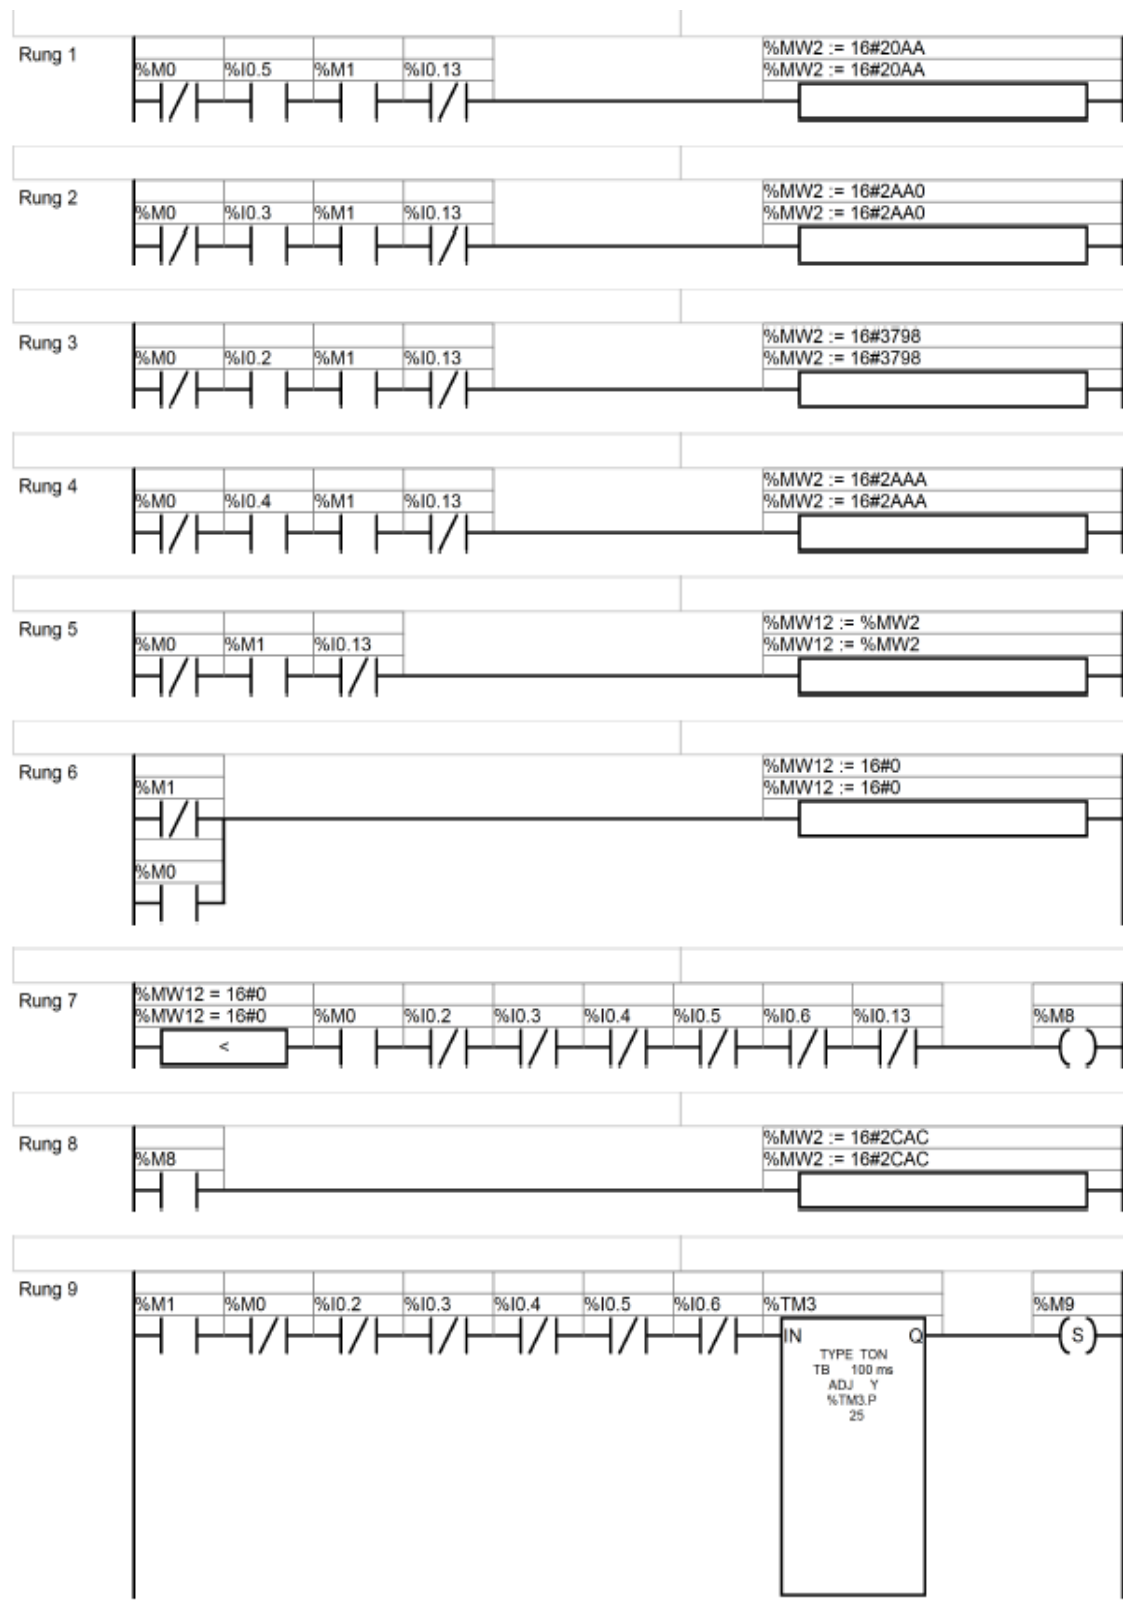 %MW2 := 16#20AA
Rung 1
%M0 %I0.5 %M1 %I0.13 %MW2 := 16#20AA
%MW2 := 16#2AA0
Rung 2
%M0 %I0.3 %M1 %I0.13 %MW2 := 16#2AA0
%MW2 := 16#3798
Rung 3
%M0 %I0.2 %M1 %I0.13 %MW2 := 16#3798
%MW2 := 16#2AAA
Rung 4
%M0 %I0.4 %M1 %I0.13 %MW2 := 16#2AAA
%MW12 := %MW2
Rung 5
%M0 %M1 %I0.13 %MW12 := %MW2
%MW12 := 16#0
Rung 6
%M1 %MW12 := 16#0
%M0
%MW12 = 16#0
Rung 7
%MW12 = 16#0 %M0 %I0.2 %I0.3 %I0.4 %I0.5 %I0.6 %I0.13 %M8
<
%MW2 := 16#2CAC
Rung 8
%M8 %MW2 := 16#2CAC
Rung 9
%M1 %M0 %I0.2 %I0.3 %I0.4 %I0.5 %I0.6 %TM3 %M9
IN Q S
TYPE TON
TB 100 ms
ADJ Y
%TM3.P
25